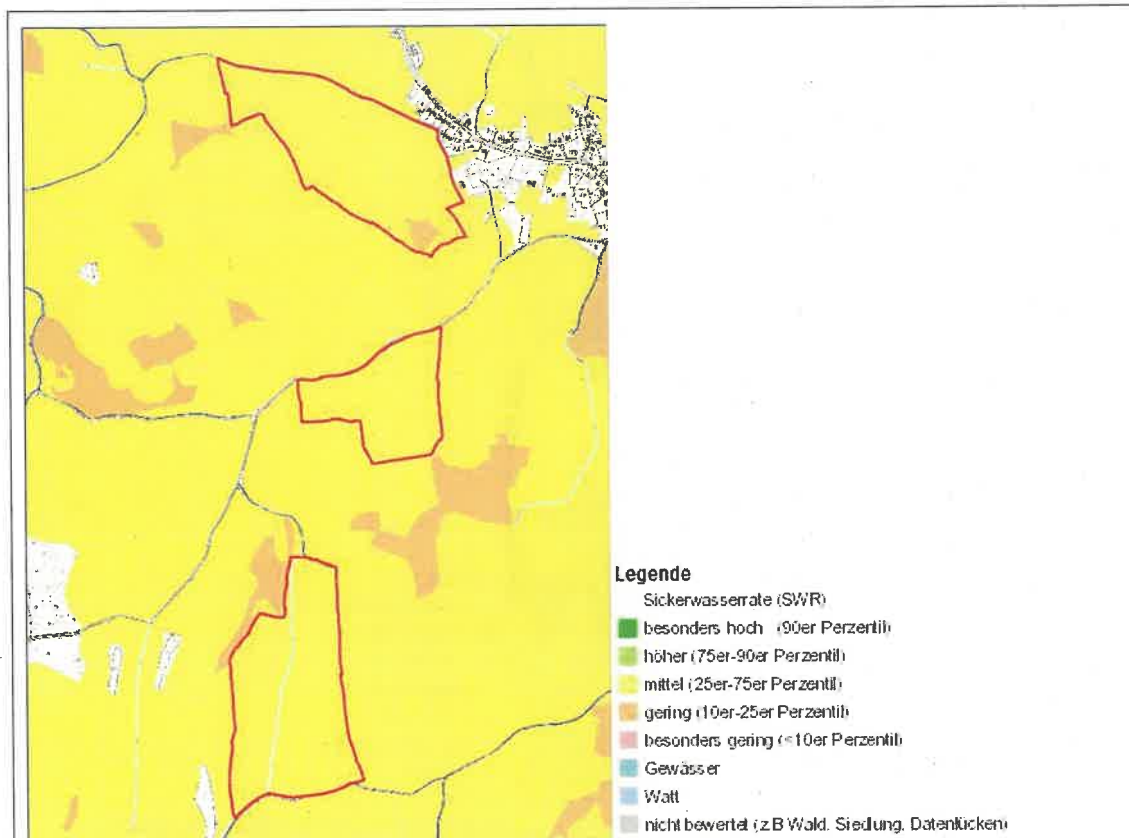 Legende
Sickerwasserrate (SWR)
besonders hoch (90er Perzentil)
höher (75er-90er Perzentil)
mittel (25er-75er Perzentil)
gering (10er-25er Perzentil)
besonders gering (<10er Perzentil)
Gewässer
Watt
nicht bewertet (z.B Wald, Siedlung, Datenlücken)